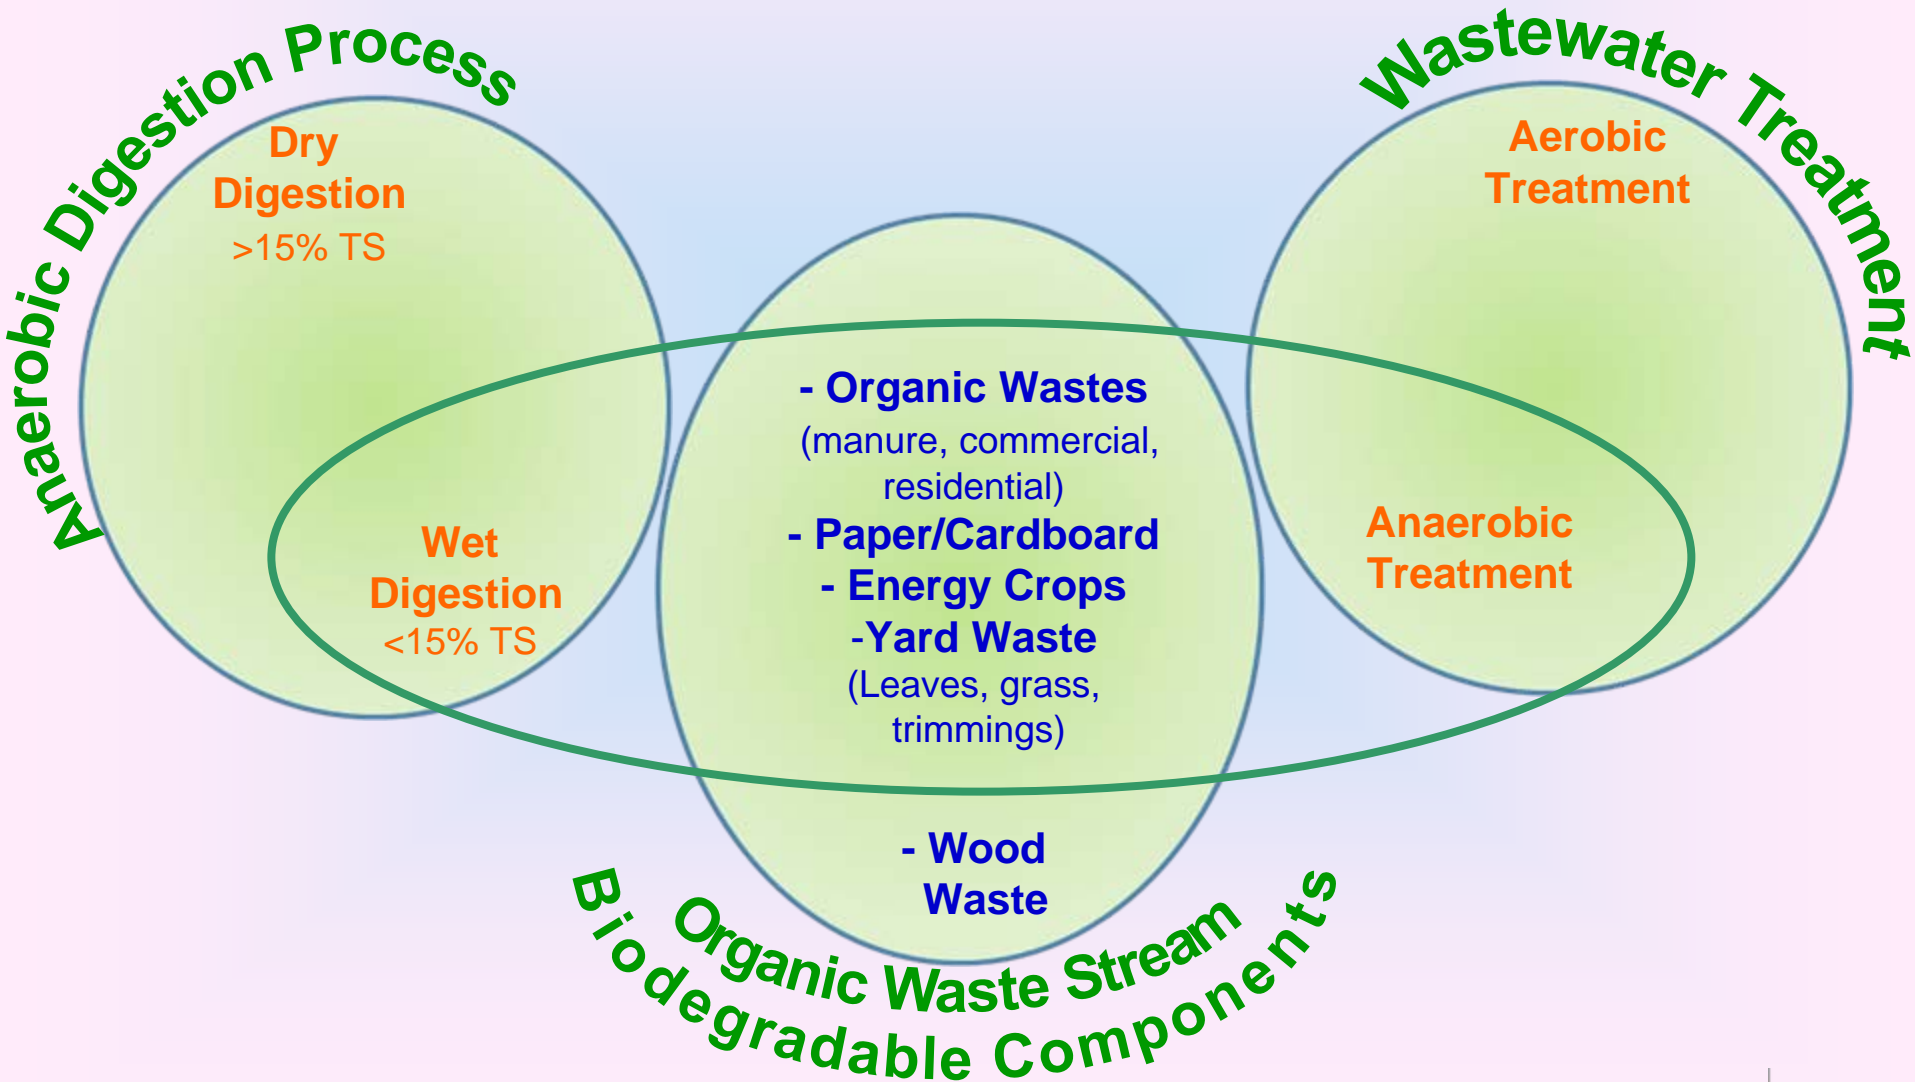 Anaerobic Digestion Process
Dry
Digestion
>15% TS
Wet
Digestion
<15% TS
- Organic Wastes
(manure, commercial,
residential)
- Paper/Cardboard
- Energy Crops
-Yard Waste
(Leaves, grass,
trimmings)
- Wood
Waste
Organic Waste Stream
Biodegradable Components
Wastewater Treatment
Aerobic
Treatment
Anaerobic
Treatment